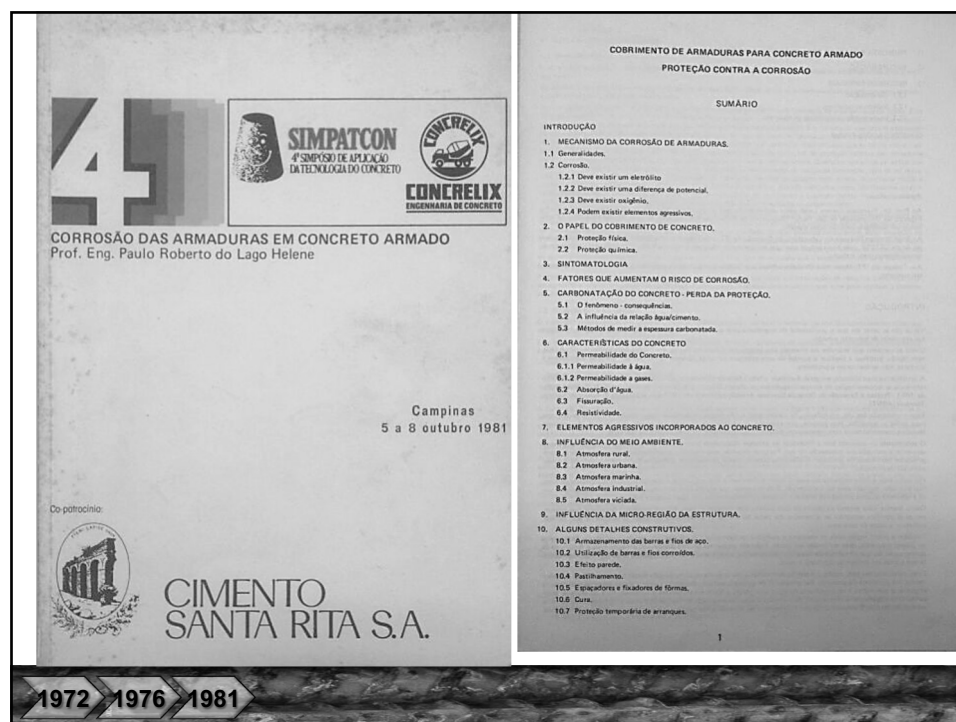 4
SIMPATCON
4º SIMPÓSIO DE APLICAÇÃO
DA TECNOLOGIA DO CONCRETO
CONCRELIX
CONCRELIX
ENGENHARIA DE CONCRETO
CORROSÃO DAS ARMADURAS EM CONCRETO ARMADO
Prof. Eng. Paulo Roberto do Lago Helene
Campinas
5 a 8 outubro 1981
Co-patrocínio:
CIMENTO
SANTA RITA S.A.
COBRIMENTO DE ARMADURAS PARA CONCRETO ARMADO
PROTEÇÃO CONTRA A CORROSÃO
SUMÁRIO
INTRODUÇÃO
1. MECANISMO DA CORROSÃO DE ARMADURAS.
1.1 Generalidades.
1.2 Corrosão.
1.2.1 Deve existir um eletrólito
1.2.2 Deve existir uma diferença de potencial.
1.2.3 Deve existir oxigênio.
1.2.4 Podem existir elementos agressivos.
2. O PAPEL DO COBRIMENTO DE CONCRETO.
2.1 Proteção física.
2.2 Proteção química.
3. SINTOMATOLOGIA
4. FATORES QUE AUMENTAM O RISCO DE CORROSÃO.
5. CARBONATAÇÃO DO CONCRETO - PERDA DA PROTEÇÃO.
5.1 O fenômeno - consequências.
5.2 A influência da relação água/cimento.
5.3 Métodos de medir a espessura carbonatada.
6. CARACTERÍSTICAS DO CONCRETO
6.1 Permeabilidade do Concreto.
6.1.1 Permeabilidade à água.
6.1.2 Permeabilidade a gases.
6.2 Absorção d'água.
6.3 Fissuração.
6.4 Resistividade.
7. ELEMENTOS AGRESSIVOS INCORPORADOS AO CONCRETO.
8. INFLUÊNCIA DO MEIO AMBIENTE.
8.1 Atmosfera rural.
8.2 Atmosfera urbana.
8.3 Atmosfera marinha.
8.4 Atmosfera industrial.
8.5 Atmosfera viciada.
9. INFLUÊNCIA DA MICRO-REGIÃO DA ESTRUTURA.
10. ALGUNS DETALHES CONSTRUTIVOS.
10.1 Armazenamento das barras e fios de aço.
10.2 Utilização de barras e fios corroídos.
10.3 Efeito parede.
10.4 Pastilhamento.
10.5 Espaçadores e fixadores de fôrmas.
10.6 Cura.
10.7 Proteção temporária de arranques.
1
1972 1976 1981